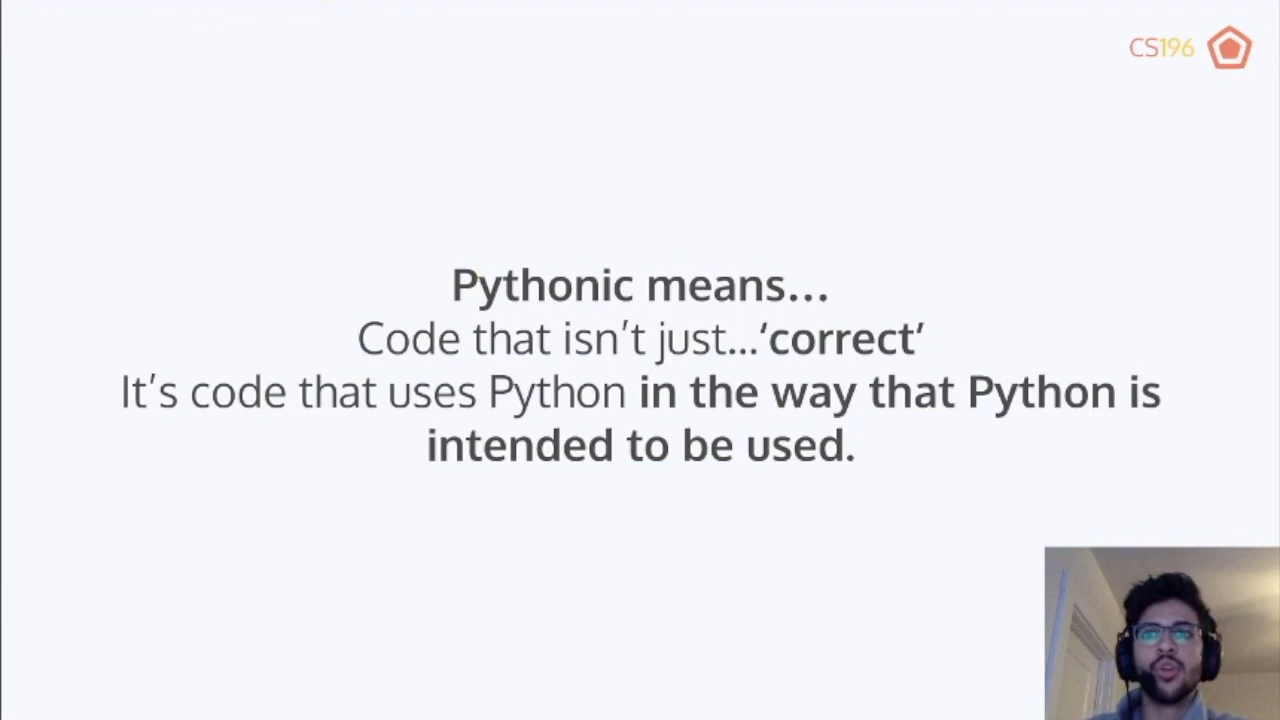 CS196
Pythonic means...
Code that isn't just...‘corre’
It's code that uses Python in the way that Python is
intended to be used.